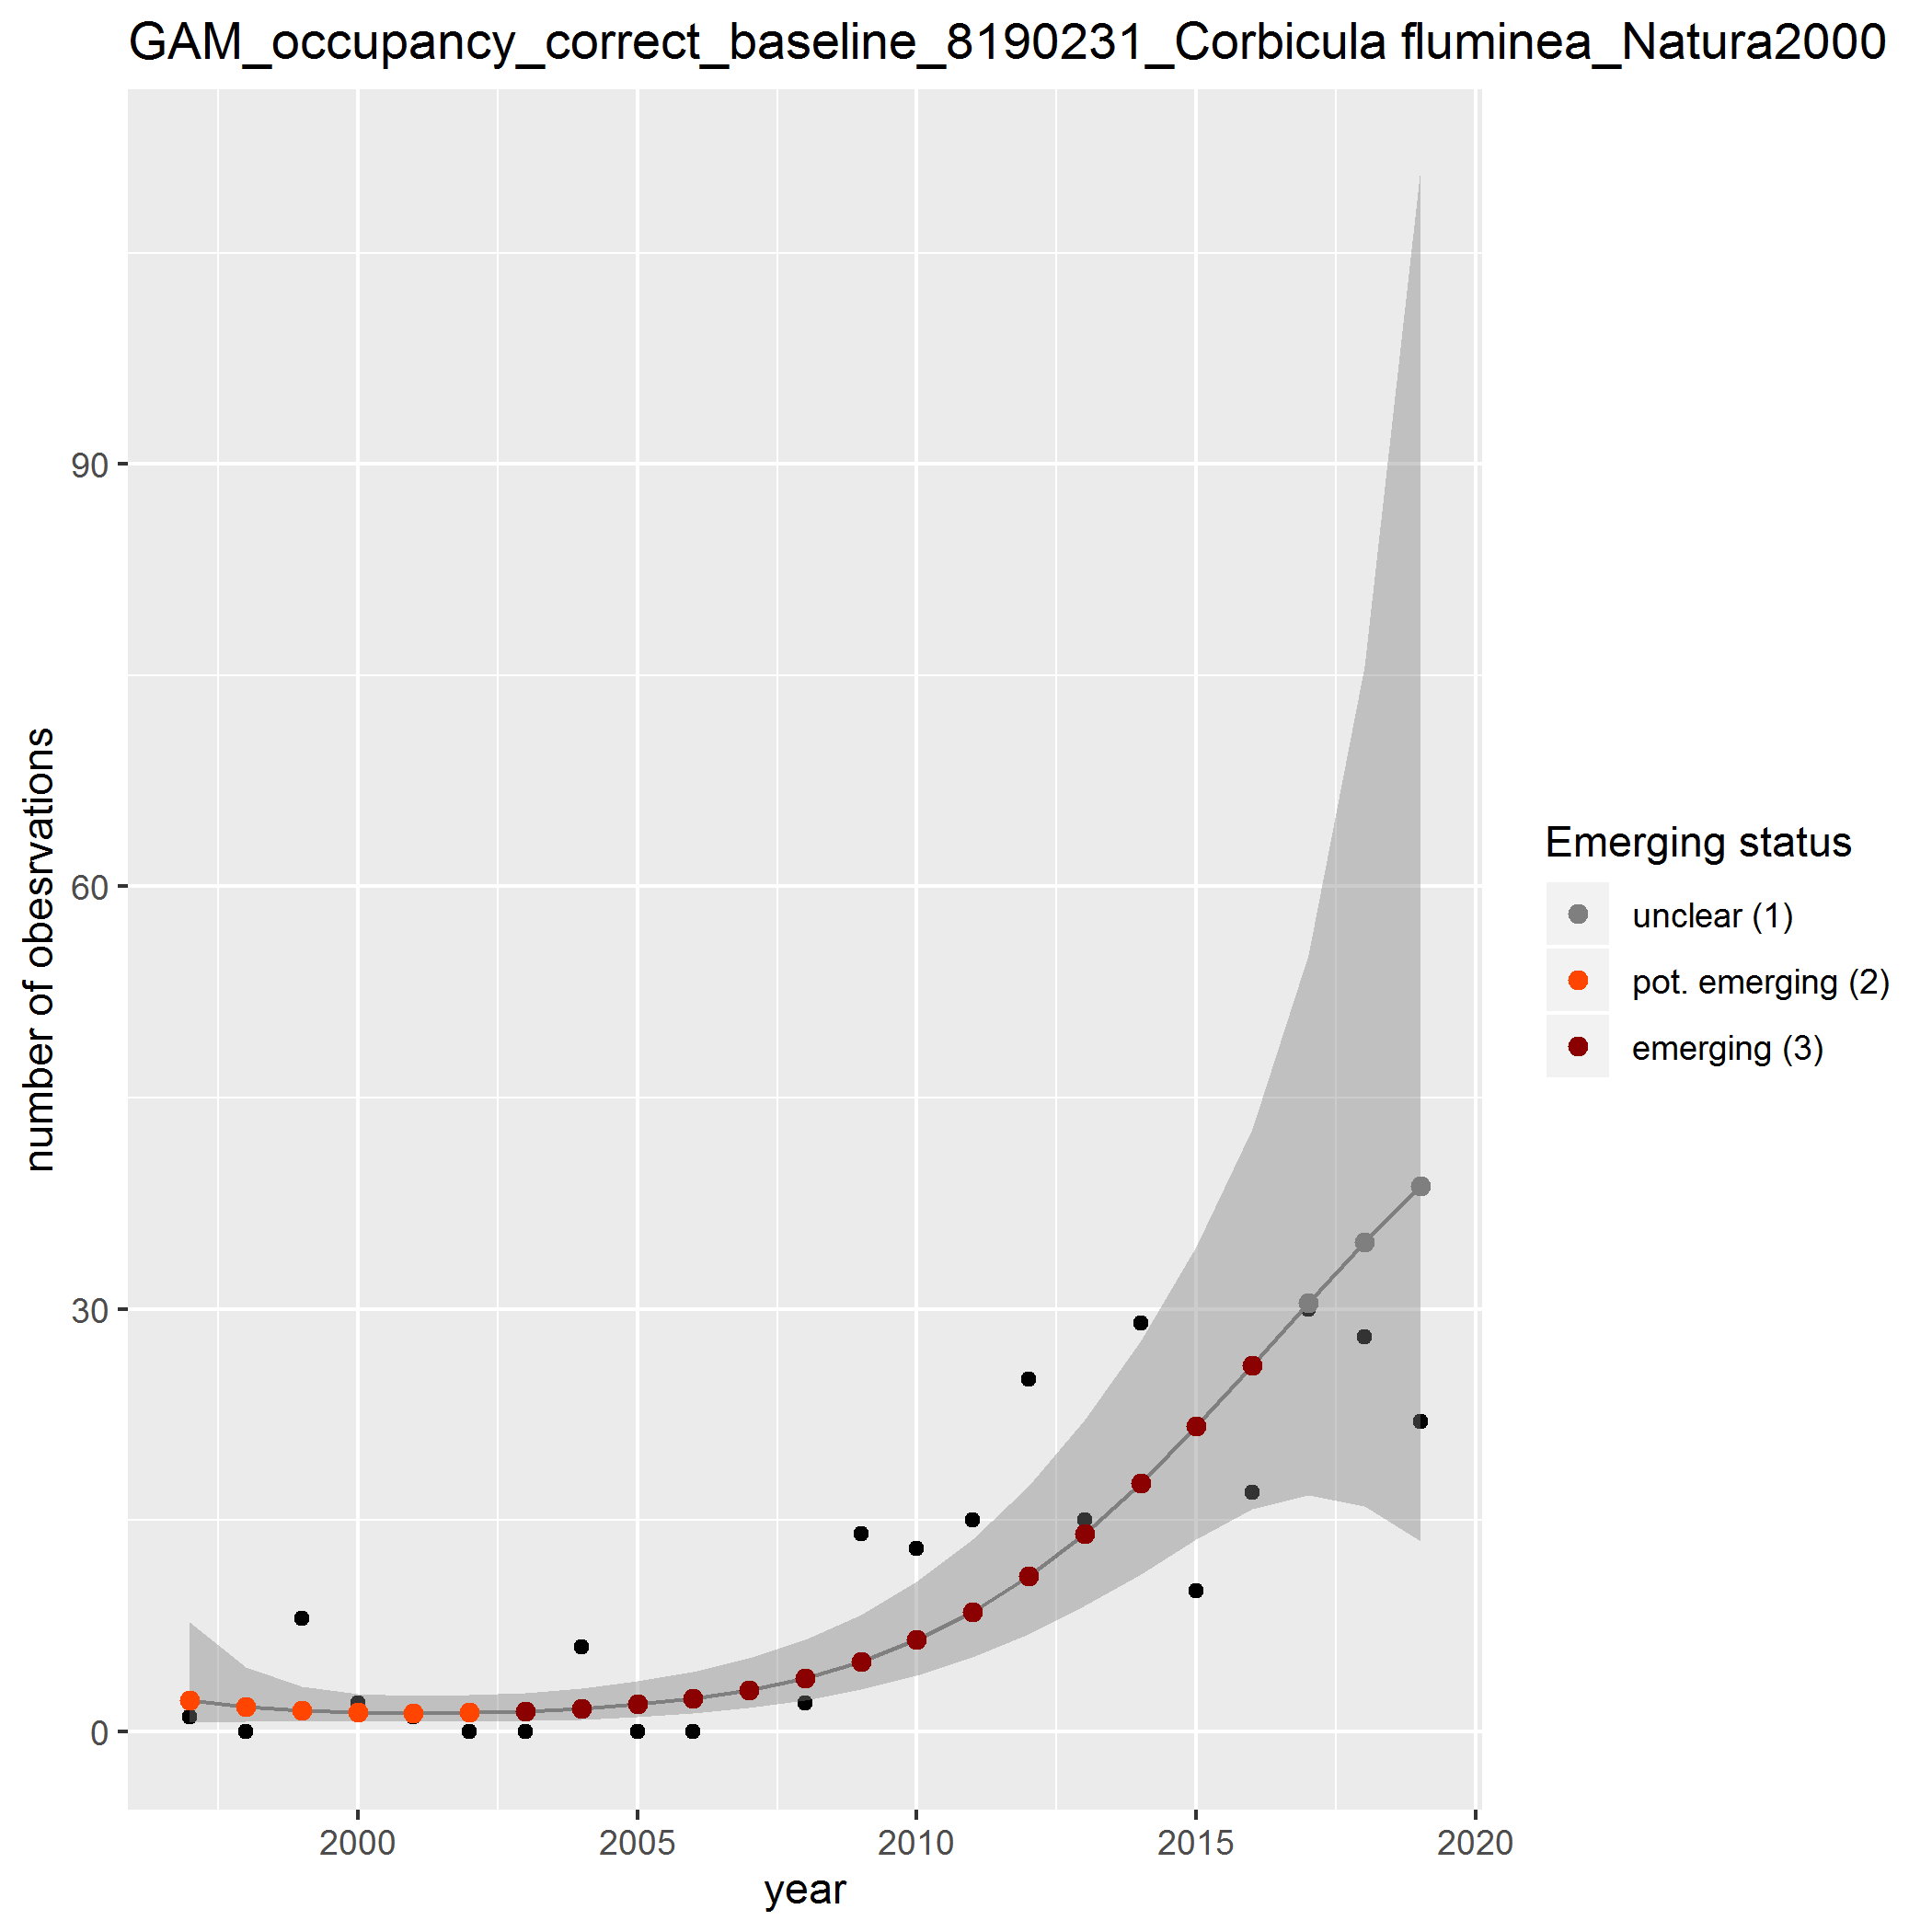 GAM_occupancy_correct_baseline_8190231_Corbicula fluminea_Natura2000
number of obesrvations
90
60
30
0
2000 2005 2010 2015 2020
year
Emerging status
unclear (1)
pot. emerging (2)
emerging (3)